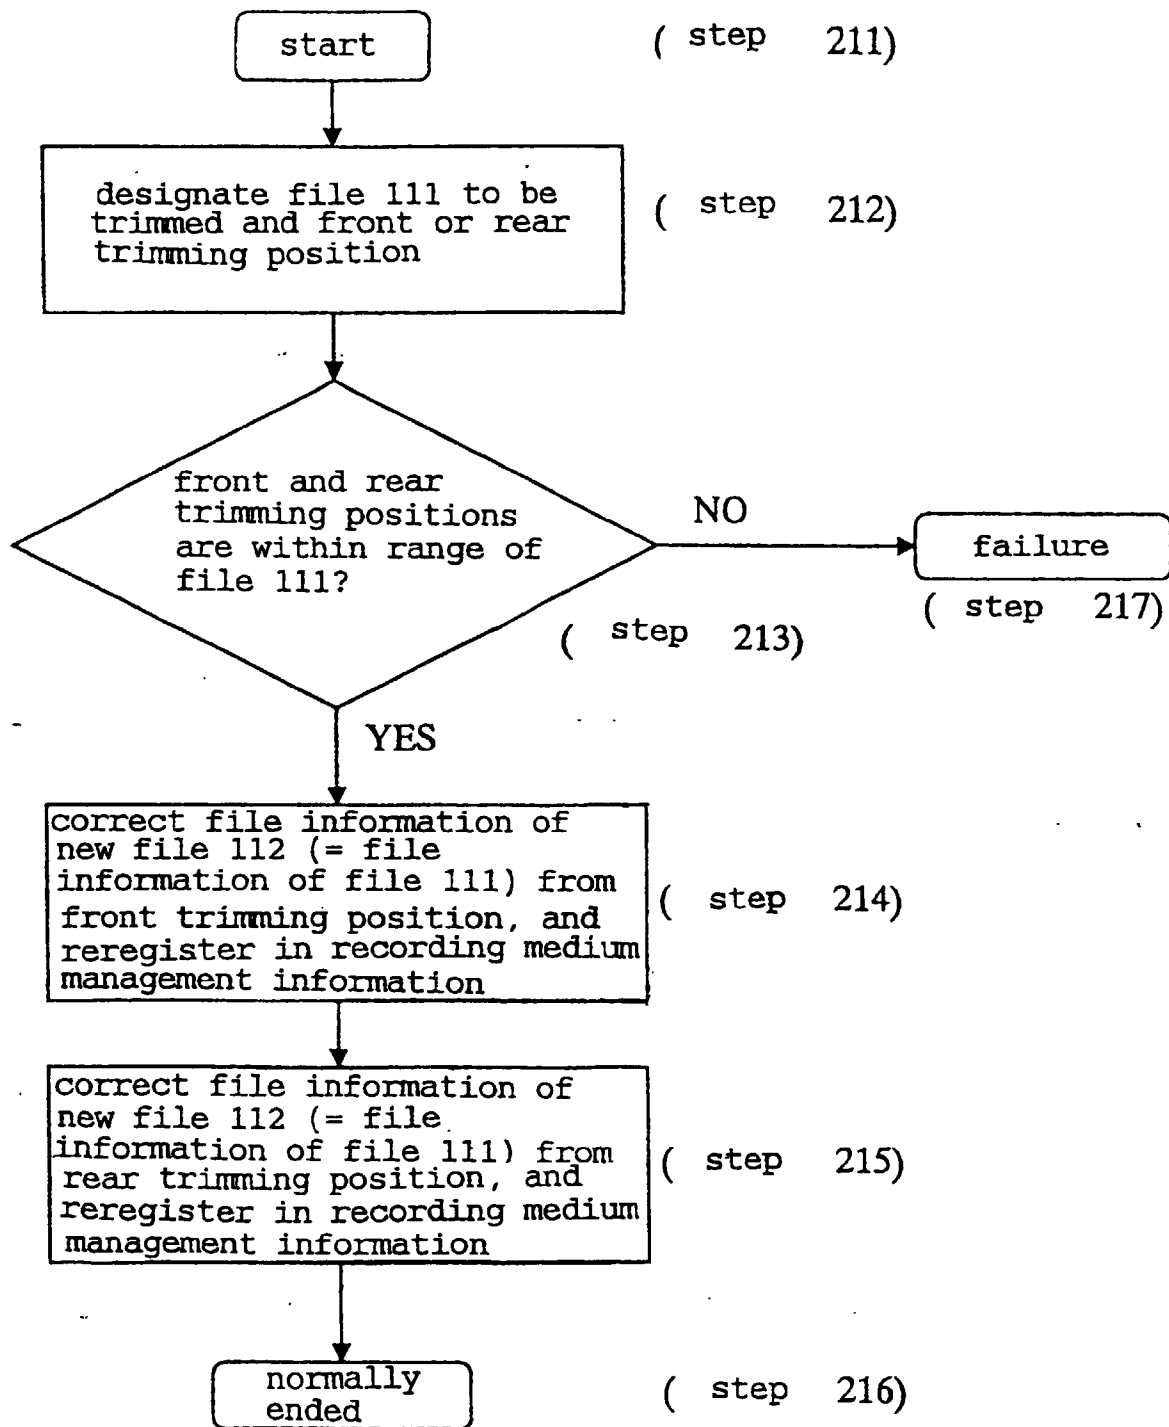 start
( step 211)
designate file 111 to be
trimmed and front or rear
trimming position
( step 212)
front and rear
trimming positions
are within range of
file 111?
NO
failure
( step 217)
( step 213)
YES
correct file information of
new file 112 (= file
information of file 111) from
front trimming position, and
reregister in recording medium
management information
( step 214)
correct file information of
new file 112 (= file
information of file 111) from
rear trimming position, and
reregister in recording medium
management information
( step 215)
normally
ended
( step 216)